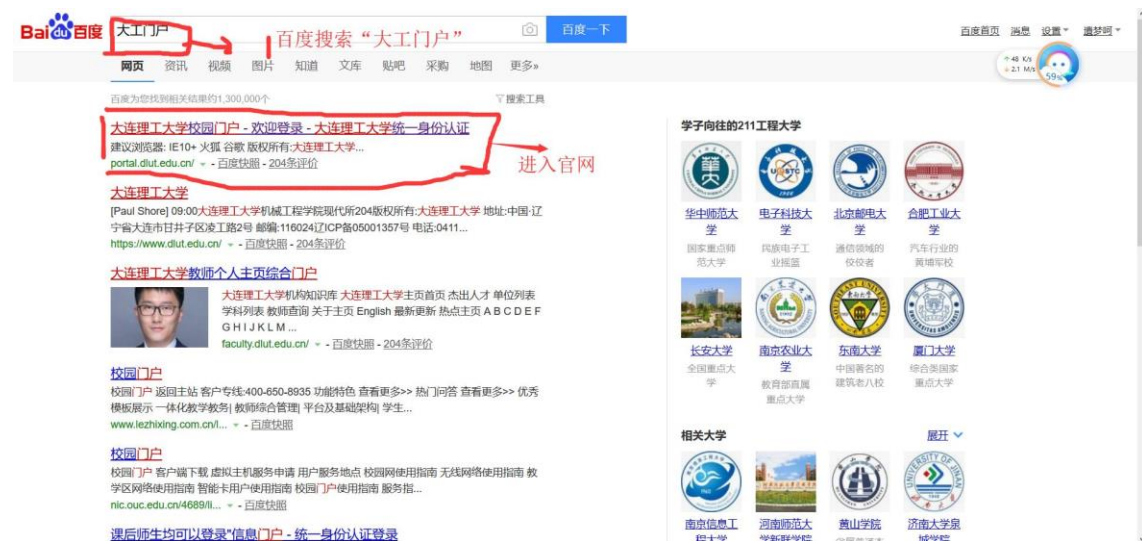 Bai du 百度
大工门户
百度一下
百度首页 消息 设置 遣梦呵
百度搜索“大工门户”
网页 资讯 视频 图片 知道 文库 贴吧 采购 地图 更多»
48 K/s
2.1 M/s
59%
百度为您找到相关结果约1,300,000个
搜索工具
大连理工大学校园门户 - 欢迎登录 - 大连理工大学统一身份认证
建议浏览器: IE10+ 火狐 谷歌 版权所有:大连理工大学...
portal.dlut.edu.cn/ - 百度快照 - 204条评价
进入官网
大连理工大学
[Paul Shore] 09:00大连理工大学机械工程学院现代所204版权所有:大连理工大学 地址:中国·辽
宁省大连市甘井子区凌工路2号 邮编:116024辽ICP备05001357号 电话:0411...
https://www.dlut.edu.cn/ - 百度快照 - 204条评价
大连理工大学教师个人主页综合门户
大连理工大学机构知识库 大连理工大学主页首页 杰出人才 单位列表
学科列表 教师查询 关于主页 English 最新更新 热点主页 A B C D E F
G H I J K L M ...
faculty.dlut.edu.cn/ - 百度快照 - 204条评价
校园门户
校园门户 返回主站 客户专线:400-650-8935 功能特色 查看更多>> 热门问答 查看更多>> 优秀
模板展示 一体化教学教务| 教师综合管理| 平台及基础架构| 学生...
www.lezhixing.com.cn/l... - 百度快照
校园门户
校园门户 客户端下载 虚拟主机服务申请 用户服务地点 校园网使用指南 无线网络使用指南 教
学区网络使用指南 智能卡用户使用指南 校园门户使用指南 服务指...
nic.ouc.edu.cn/4689/li... - 百度快照
课后师生均可以登录"信息门户 - 统一身份认证登录
学子向往的211工程大学
华中师范大学 电子科技大学 北京邮电大学 合肥工业大学
国家重点师范大学 民族电子工业摇篮 通信领域的佼佼者 汽车行业的黄埔军校
长安大学 南京农业大学 东南大学 厦门大学
全国重点大学 教育部直属重点大学 中国著名的建筑老八校 综合类国家重点大学
相关大学
展开
南京信息工程大学 河南师范大学新联学院 黄山学院 济南大学泉城学院